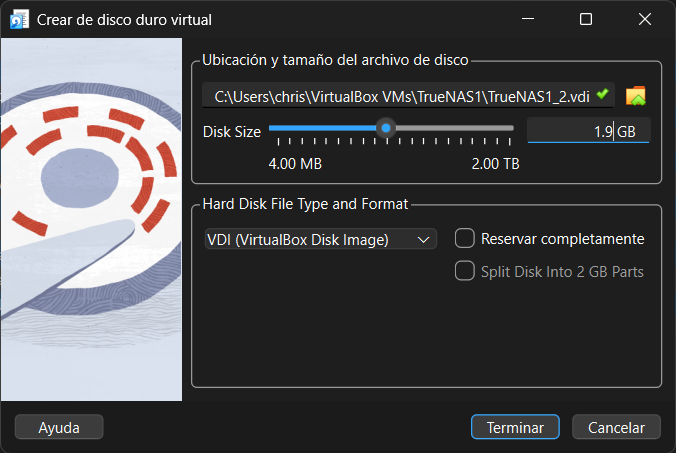 Crear de disco duro virtual
Ubicación y tamaño del archivo de disco
C:\Users\chris\VirtualBox VMs\TrueNAS1\TrueNAS1_2.vdi
Disk Size
1.9 GB
4.00 MB 2.00 TB
Hard Disk File Type and Format
VDI (VirtualBox Disk Image)
Reservar completamente
Split Disk Into 2 GB Parts
Ayuda Terminar Cancelar